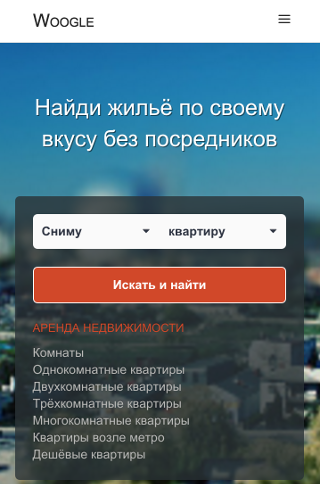 Woogle
Найди жильё по своему
вкусу без посредников
Сниму
квартиру
Искать и найти
АРЕНДА НЕДВИЖИМОСТИ
Комнаты
Однокомнатные квартиры
Двухкомнатные квартиры
Трёхкомнатные квартиры
Многокомнатные квартиры
Квартиры возле метро
Дешёвые квартиры